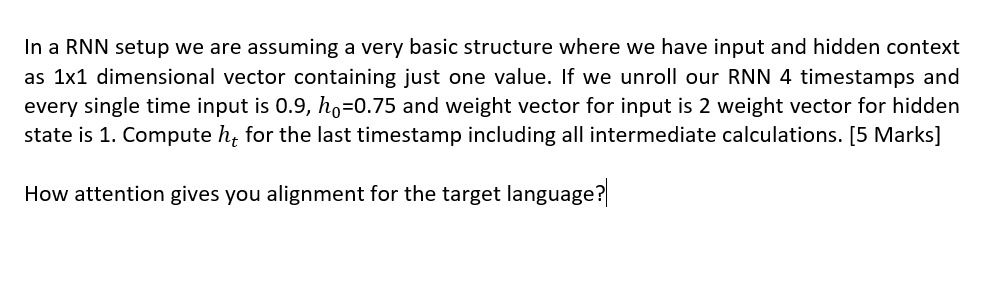 In a RNN setup we are assuming a very basic structure where we have input and hidden context
as 1x1 dimensional vector containing just one value. If we unroll our RNN 4 timestamps and
every single time input is 0.9, h₀=0.75 and weight vector for input is 2 weight vector for hidden
state is 1. Compute hₜ for the last timestamp including all intermediate calculations. [5 Marks]
How attention gives you alignment for the target language?